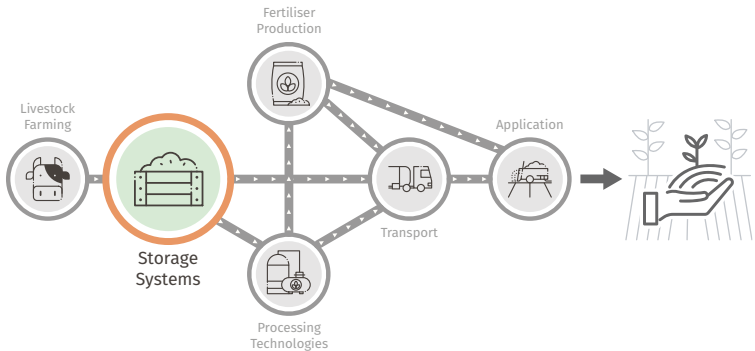 Fertiliser
Production
Livestock
Farming
Application
Storage
Systems
Transport
Processing
Technologies